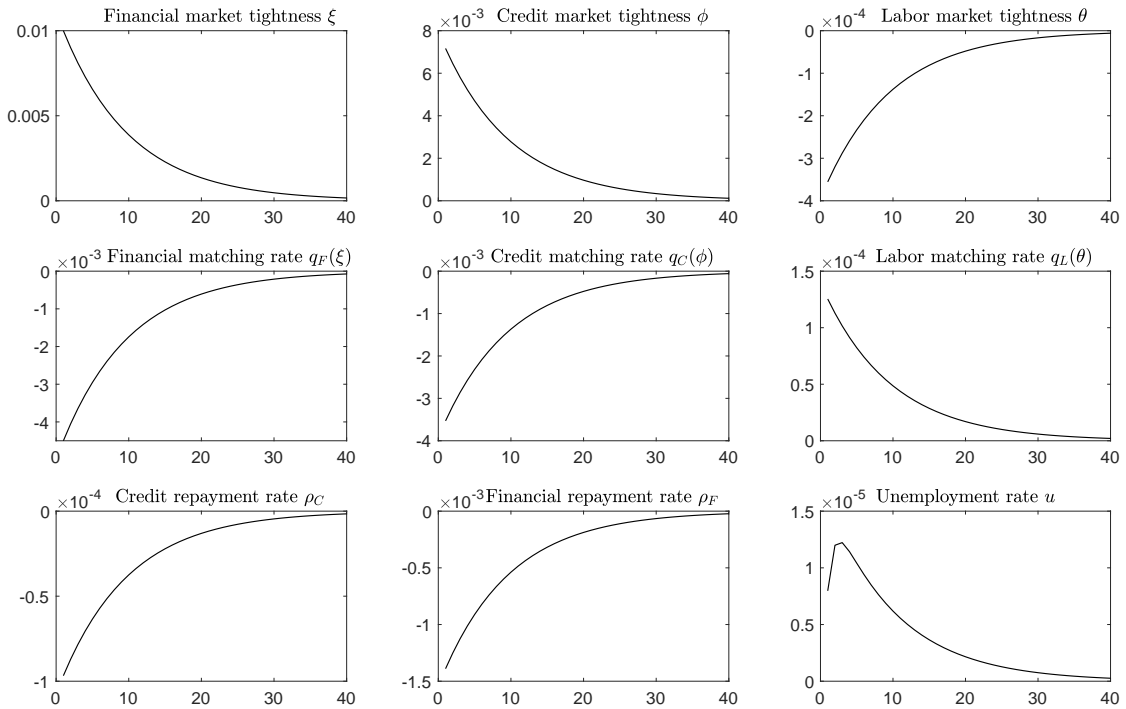 Financial market tightness ξ
0.01
0.005
0
0 10 20 30 40
Credit market tightness ϕ
×10⁻³
8
6
4
2
0
0 10 20 30 40
Labor market tightness θ
×10⁻⁴
0
-1
-2
-3
-4
0 10 20 30 40
Financial matching rate q_F(ξ)
×10⁻³
0
-1
-2
-3
-4
0 10 20 30 40
Credit matching rate q_C(ϕ)
×10⁻³
0
-1
-2
-3
-4
0 10 20 30 40
Labor matching rate q_L(θ)
×10⁻⁴
1.5
1
0.5
0
0 10 20 30 40
Credit repayment rate ρ_C
×10⁻⁴
0
-0.5
-1
0 10 20 30 40
Financial repayment rate ρ_F
×10⁻³
0
-0.5
-1
-1.5
0 10 20 30 40
Unemployment rate u
×10⁻⁵
1.5
1
0.5
0
0 10 20 30 40